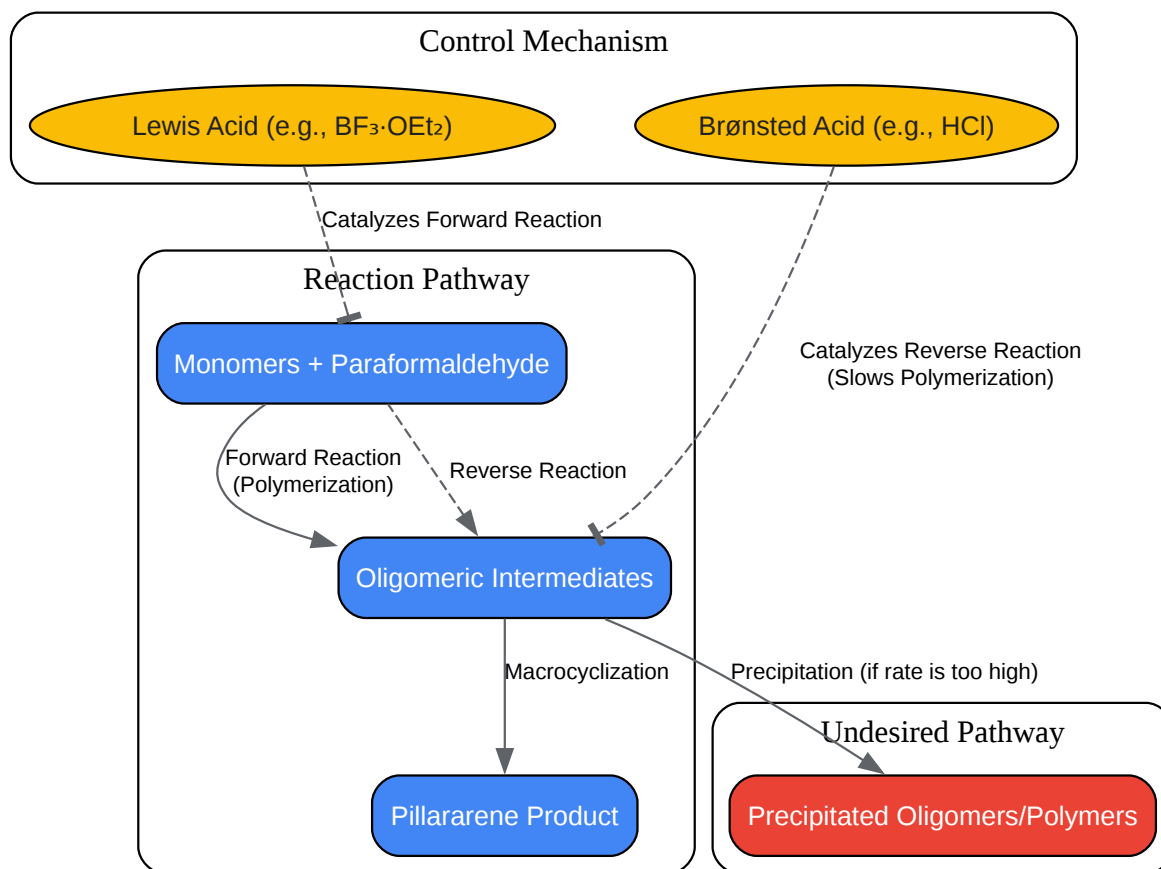 Control Mechanism
Lewis Acid (e.g., BF₃·OEt₂)
Brønsted Acid (e.g., HCl)
Catalyzes Forward Reaction
Reaction Pathway
Monomers + Paraformaldehyde
Catalyzes Reverse Reaction
(Slows Polymerization)
Forward Reaction
(Polymerization)
Reverse Reaction
Oligomeric Intermediates
Macrocyclization
Precipitation (if rate is too high)
Undesired Pathway
Pillararene Product
Precipitated Oligomers/Polymers